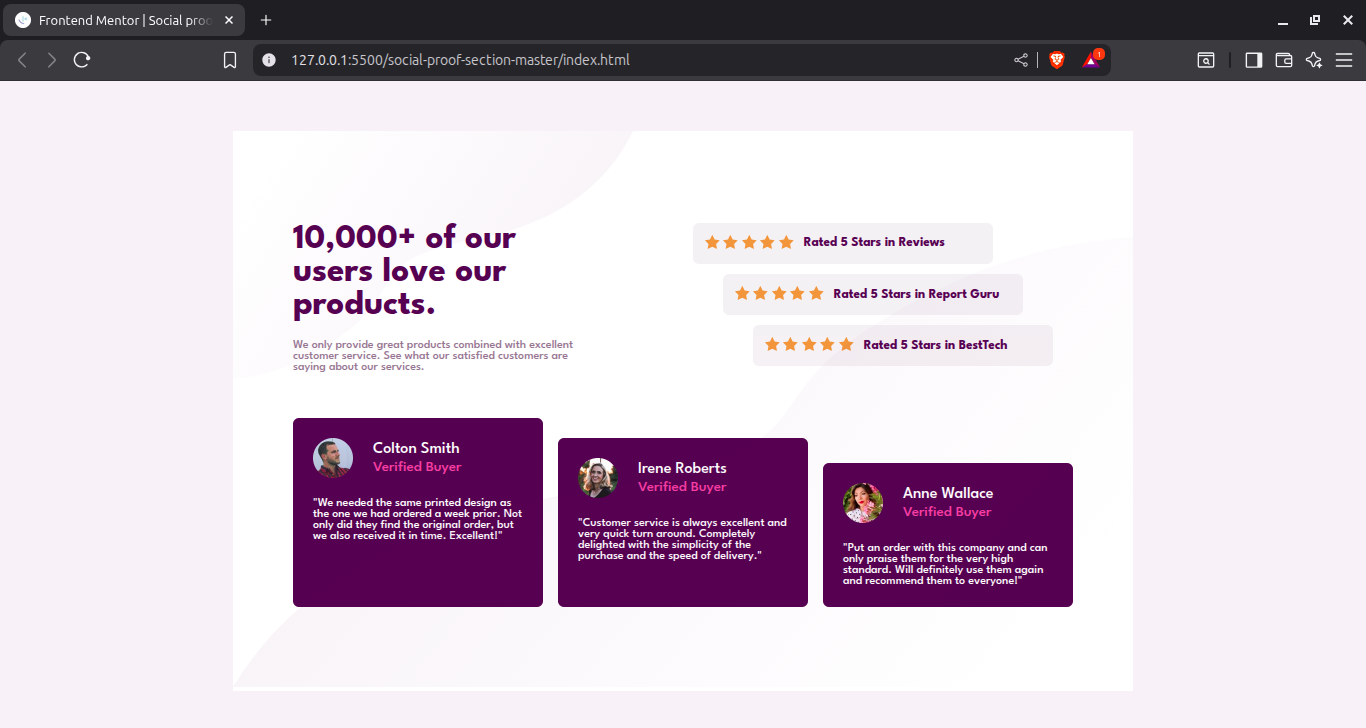 Frontend Mentor | Social proo
127.0.0.1:5500/social-proof-section-master/index.html
1
10,000+ of our
users love our
products.
We only provide great products combined with excellent
customer service. See what our satisfied customers are
saying about our services.
Rated 5 Stars in Reviews
Rated 5 Stars in Report Guru
Rated 5 Stars in BestTech
Colton Smith
Verified Buyer
"We needed the same printed design as
the one we had ordered a week prior. Not
only did they find the original order, but
we also received it in time. Excellent!"
Irene Roberts
Verified Buyer
"Customer service is always excellent and
very quick turn around. Completely
delighted with the simplicity of the
purchase and the speed of delivery."
Anne Wallace
Verified Buyer
"Put an order with this company and can
only praise them for the very high
standard. Will definitely use them again
and recommend them to everyone!"